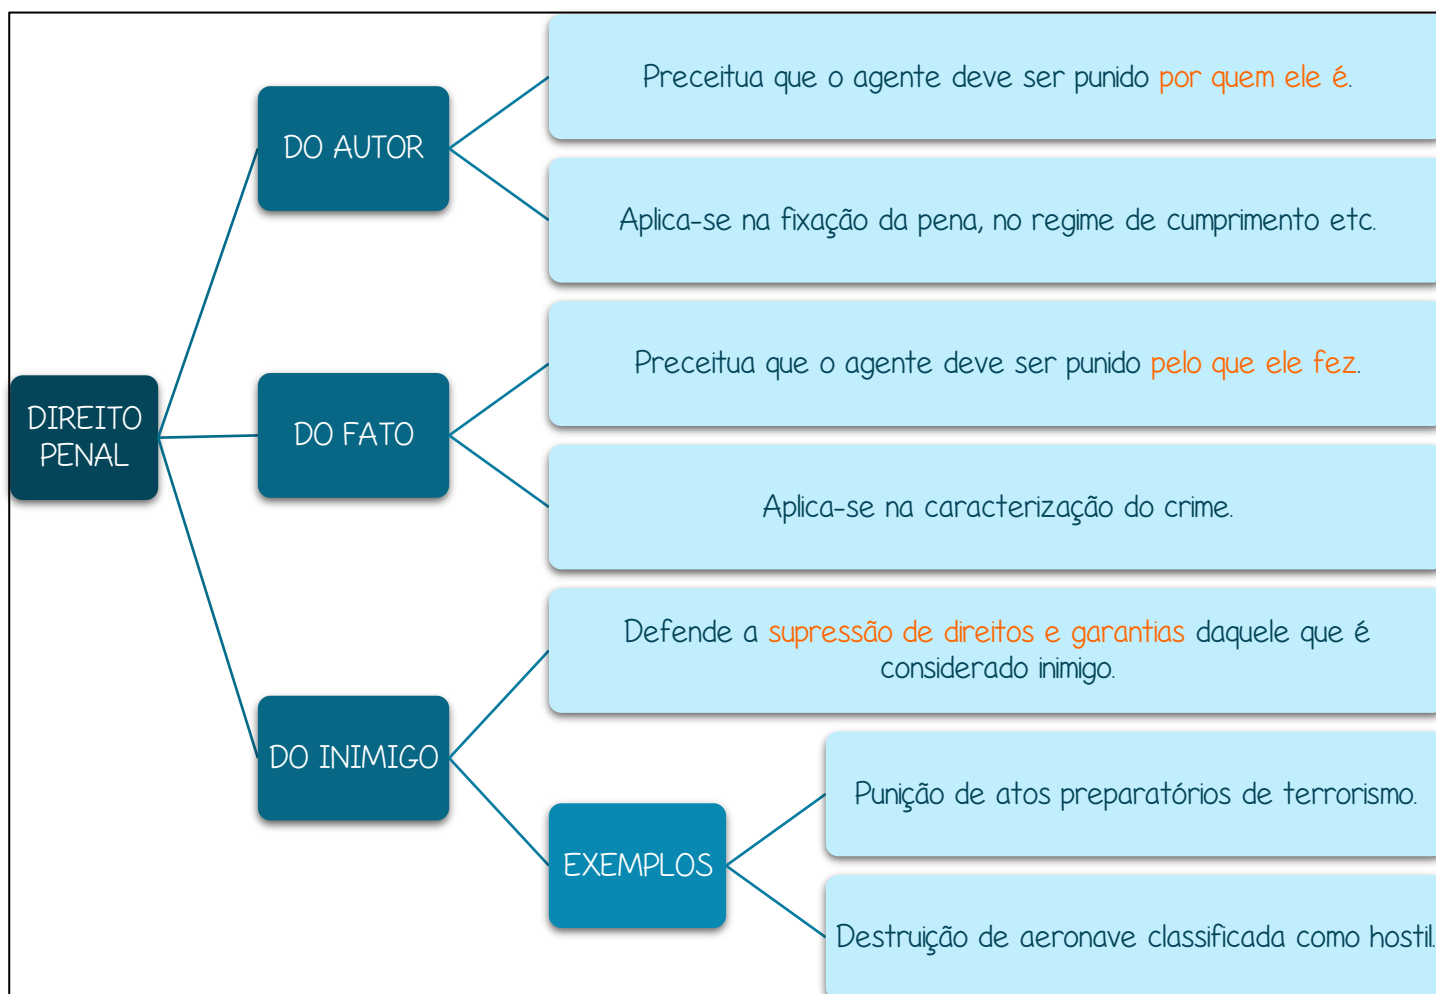 DIREITO
PENAL
DO AUTOR
Preceitua que o agente deve ser punido por quem ele é.
Aplica-se na fixação da pena, no regime de cumprimento etc.
DO FATO
Preceitua que o agente deve ser punido pelo que ele fez.
Aplica-se na caracterização do crime.
DO INIMIGO
Defende a supressão de direitos e garantias daquele que é
considerado inimigo.
EXEMPLOS
Punição de atos preparatórios de terrorismo.
Destruição de aeronave classificada como hostil.